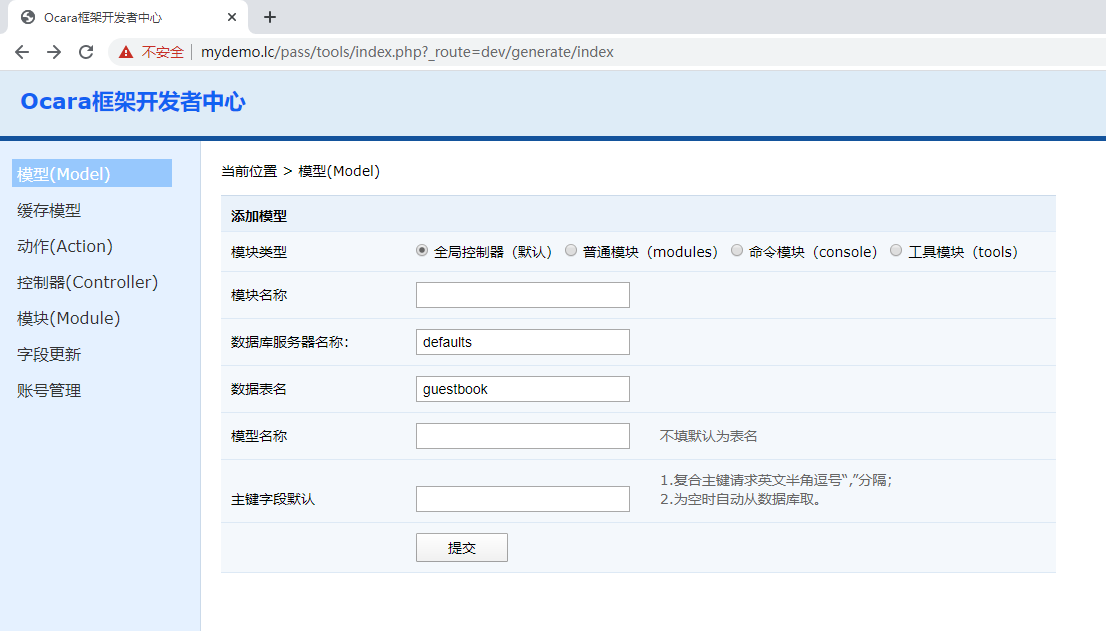 Ocara框架开发者中心
不安全 mydemo.lc/pass/tools/index.php?_route=dev/generate/index
Ocara框架开发者中心
模型(Model)
缓存模型
动作(Action)
控制器(Controller)
模块(Module)
字段更新
账号管理
当前位置 > 模型(Model)
添加模型
模块类型 全局控制器（默认） 普通模块（modules） 命令模块（console） 工具模块（tools）
模块名称
数据库服务器名称： defaults
数据表名 guestbook
模型名称 不填默认为表名
主键字段默认 1.复合主键请求英文半角逗号“,”分隔；
2.为空时自动从数据库取。
提交